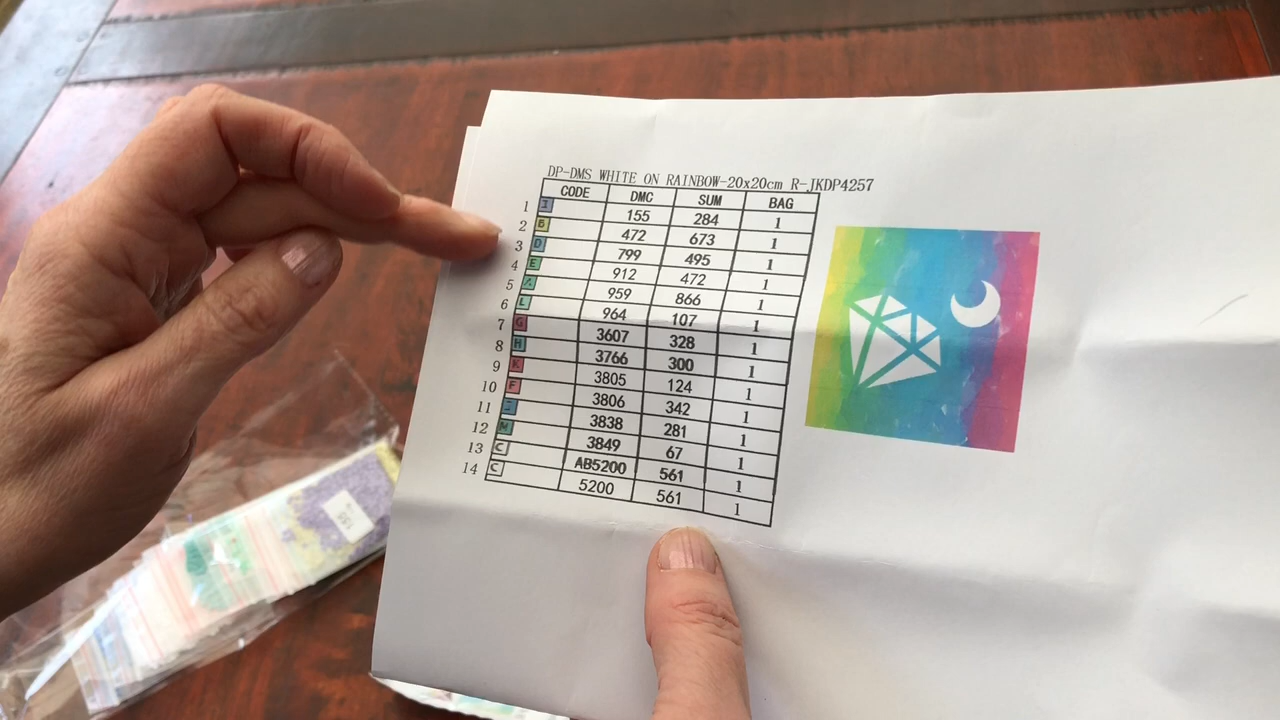 DP-DMS WHITE ON RAINBOW-20x20cm R-JKDP4257
CODE DMC SUM BAG
1 I 155 284 1
2 6 472 673 1
3 D 799 495 1
4 E 912 472 1
5 959 866 1
6 L 964 107 1
7 G 3607 328 1
8 H 3766 300 1
9 K 3805 124 1
10 F 3806 342 1
11 3838 281 1
12 M 3849 67 1
13 C AB5200 561 1
14 C 5200 561 1
155